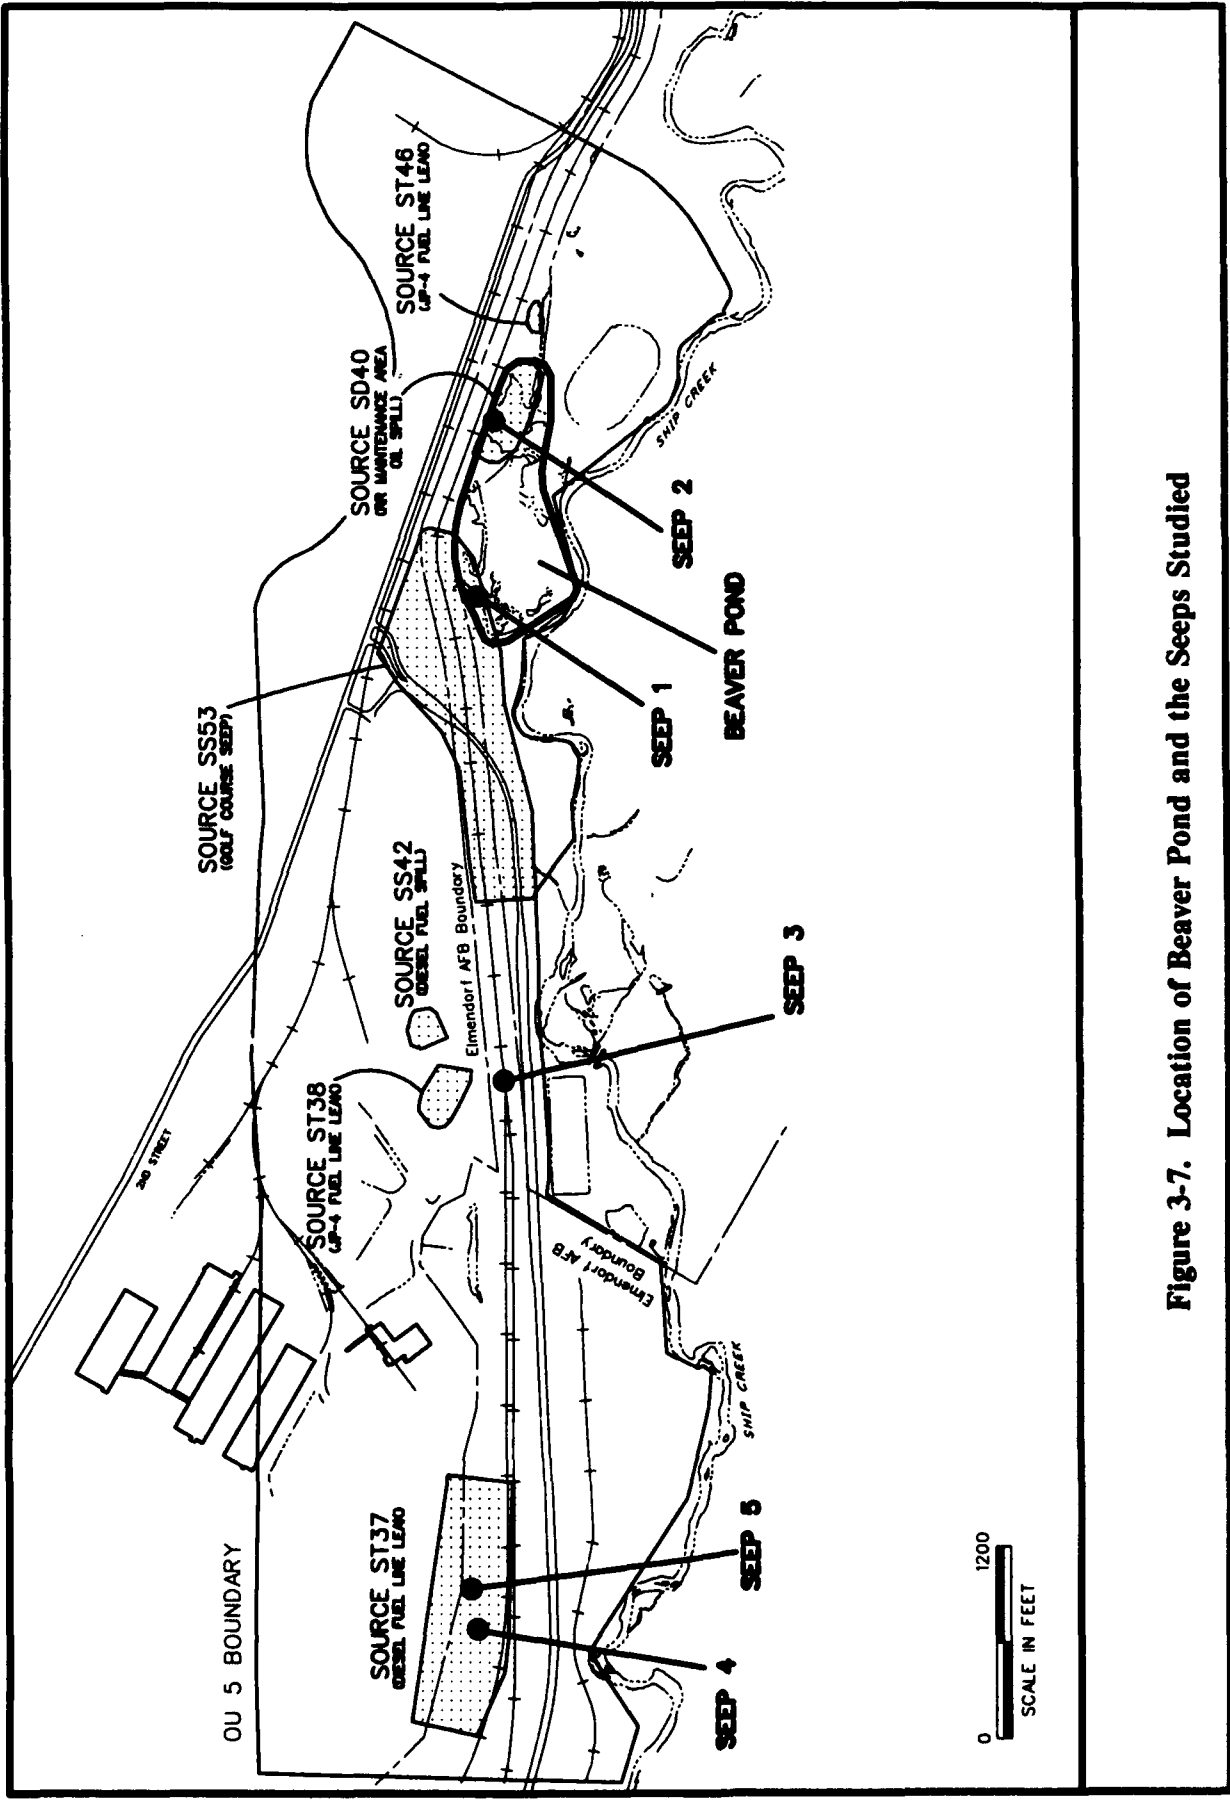 OU 5 BOUNDARY
SOURCE ST37
(DIESEL FUEL LINE LEAK)
SEEP 4
SEEP 5
2ND STREET
SOURCE ST38
(JP-4 FUEL LINE LEAK)
SOURCE SS42
(DIESEL FUEL SPILL)
Elmendorf AFB Boundary
Elmendorf AFB
Boundary
SHIP CREEK
SEEP 3
SOURCE SS53
(GOLF COURSE SEEP)
SEEP 1
BEAVER POND
SEEP 2
SOURCE SD40
(RR MAINTENANCE AREA
OIL SPILL)
SOURCE ST46
(JP-4 FUEL LINE LEAK)
SHIP CREEK
0 1200
SCALE IN FEET
Figure 3-7. Location of Beaver Pond and the Seeps Studied